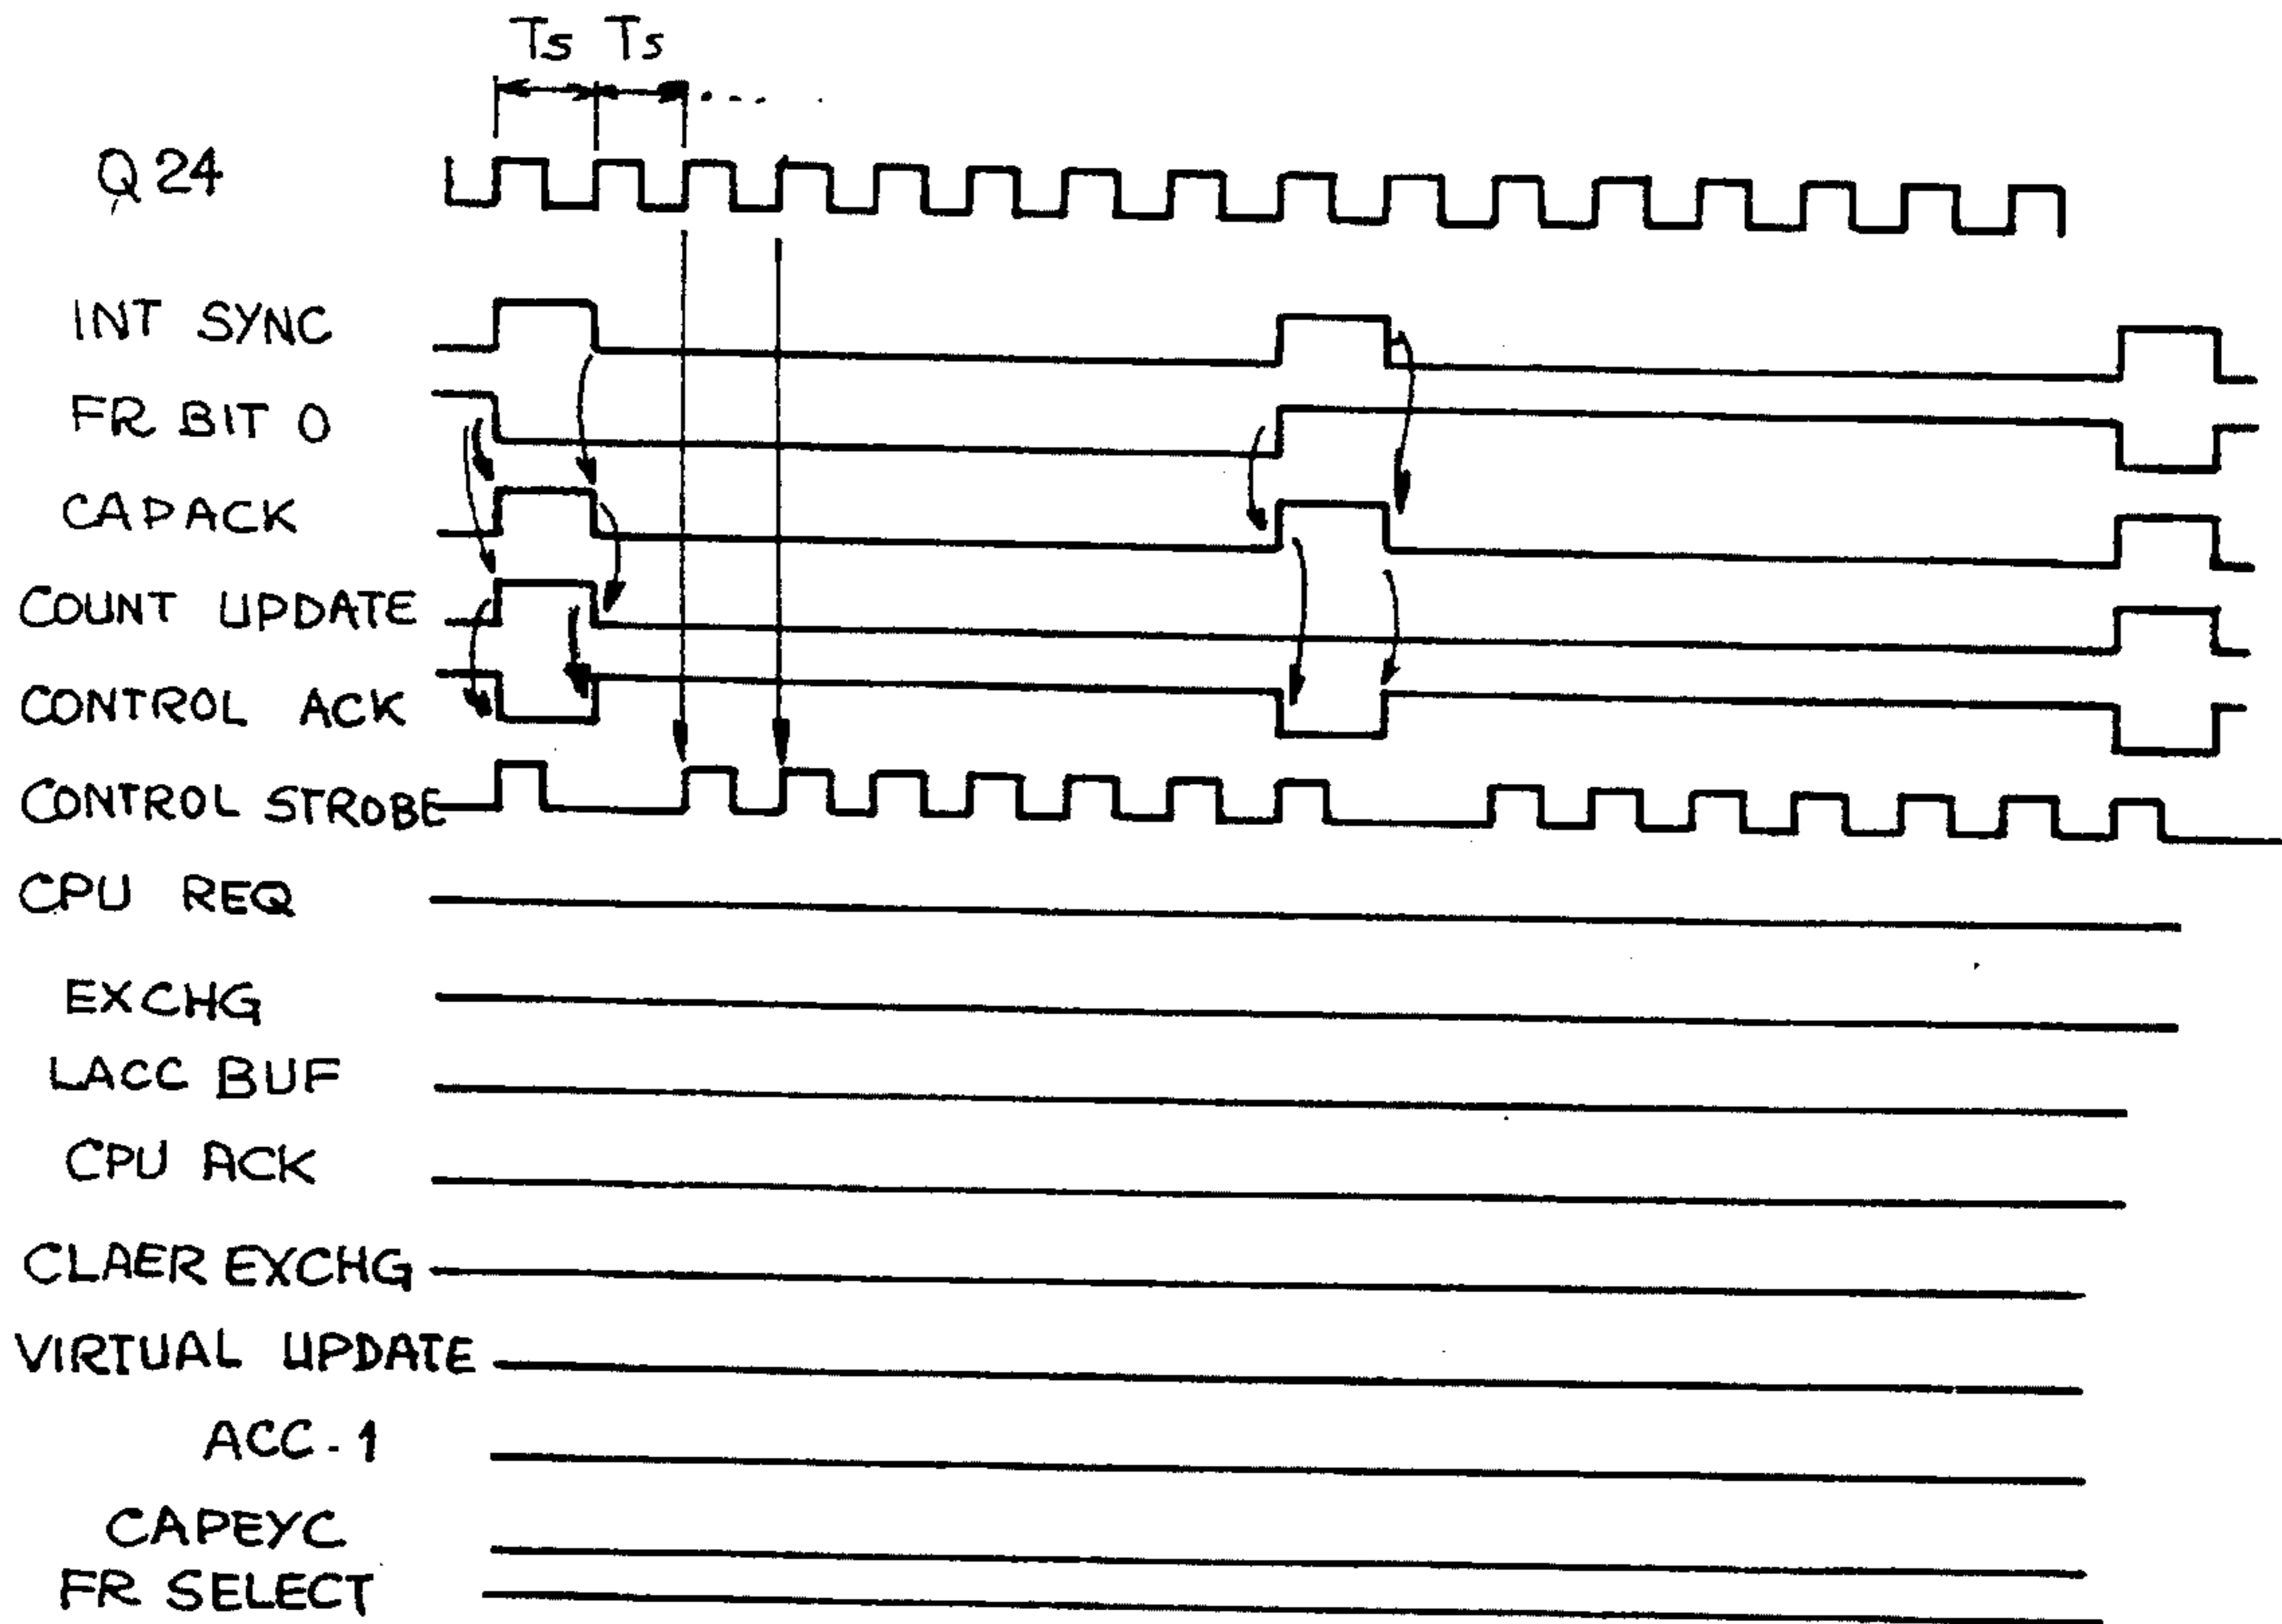 Ts Ts
Q24
INT SYNC
FR BIT 0
CAPACK
COUNT UPDATE
CONTROL ACK
CONTROL STROBE
CPU REQ
EXCHG
LACC BUF
CPU ACK
CLAER EXCHG
VIRTUAL UPDATE
ACC-1
CAPEYC
FR SELECT